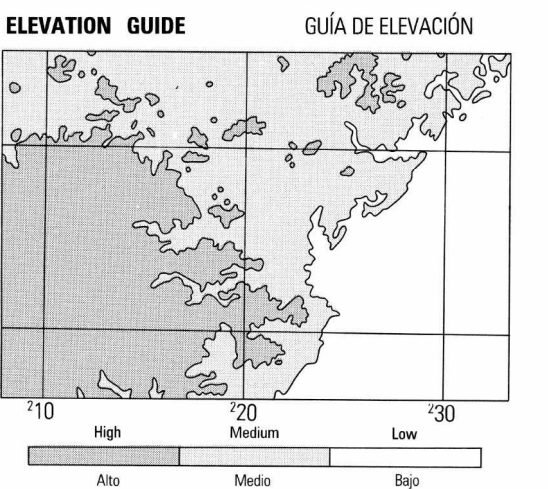 ELEVATION GUIDE GUÍA DE ELEVACIÓN
²10 ²20 ²30
High Medium Low
Alto Medio Bajo